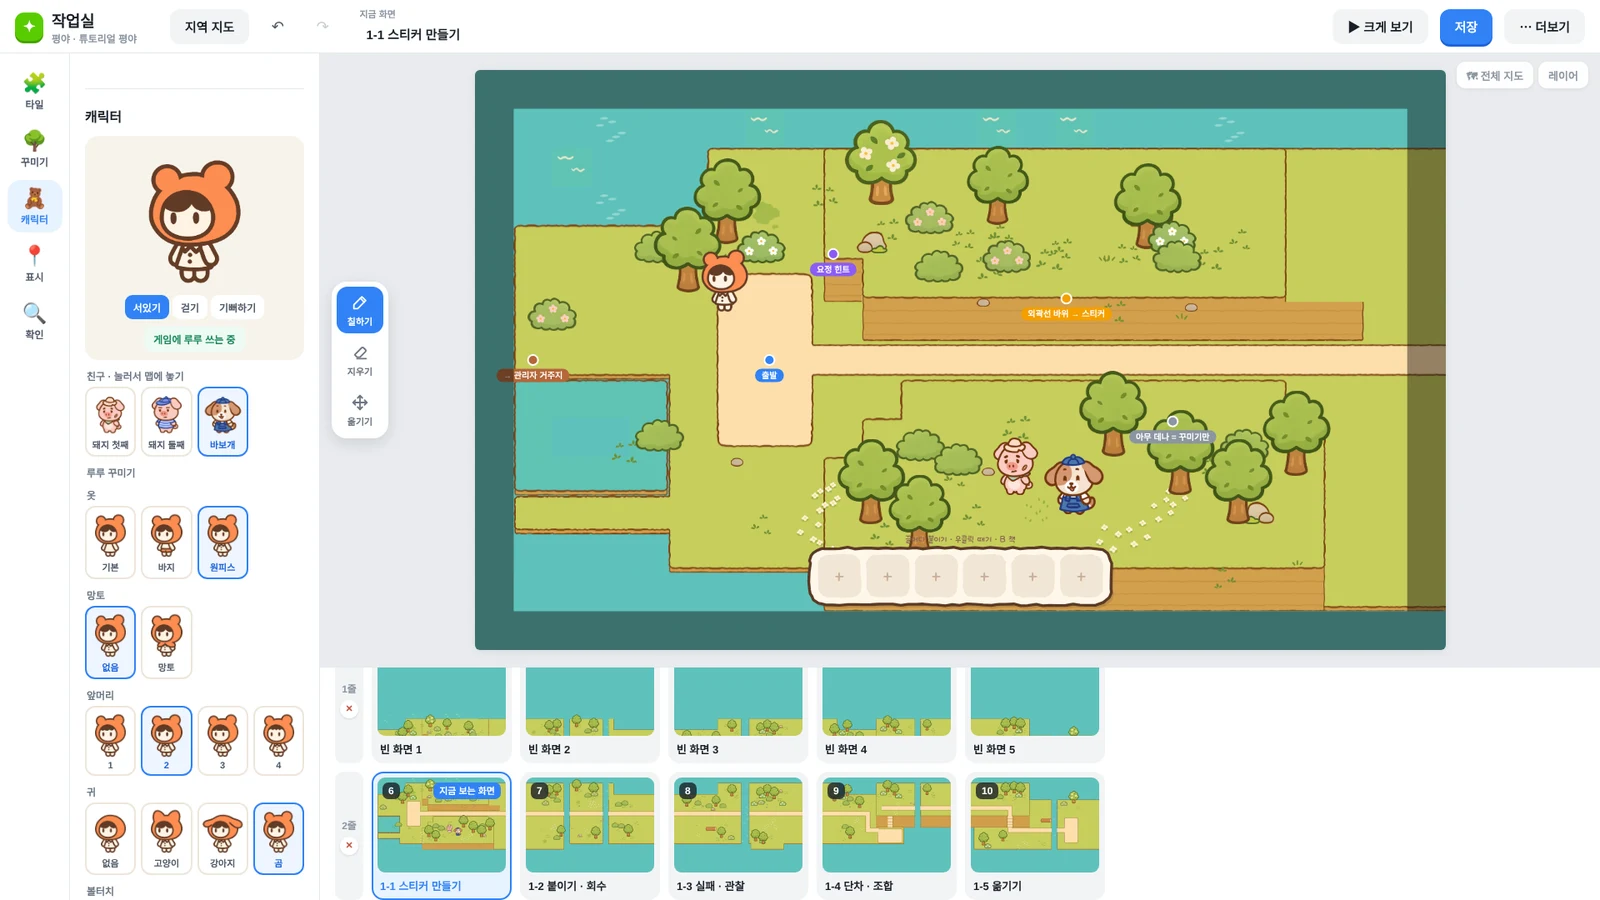 작업실
평야 · 튜토리얼 평야
지역 지도
지금 화면
1-1 스티커 만들기
▶ 크게 보기
저장
··· 더보기
타일
꾸미기
캐릭터
표시
확인
캐릭터
서있기
걷기
기뻐하기
게임에 루루 쓰는 중
친구 · 눌러서 맵에 놓기
돼지 첫째
돼지 둘째
바보개
루루 꾸미기
옷
기본
바지
원피스
망토
없음
망토
앞머리
1
2
3
4
귀
없음
고양이
강아지
곰
볼터치
칠하기
지우기
옮기기
전체 지도
레이어
요정 힌트
외곽선 바위 → 스티커
→ 관리자 거주지
출발
아무 데나 = 꾸미기만
+ + + + + +
1줄
×
빈 화면 1
빈 화면 2
빈 화면 3
빈 화면 4
빈 화면 5
2줄
×
6
지금 보는 화면
1-1 스티커 만들기
7
1-2 붙이기 · 회수
8
1-3 실패 · 관찰
9
1-4 단차 · 조합
10
1-5 옮기기